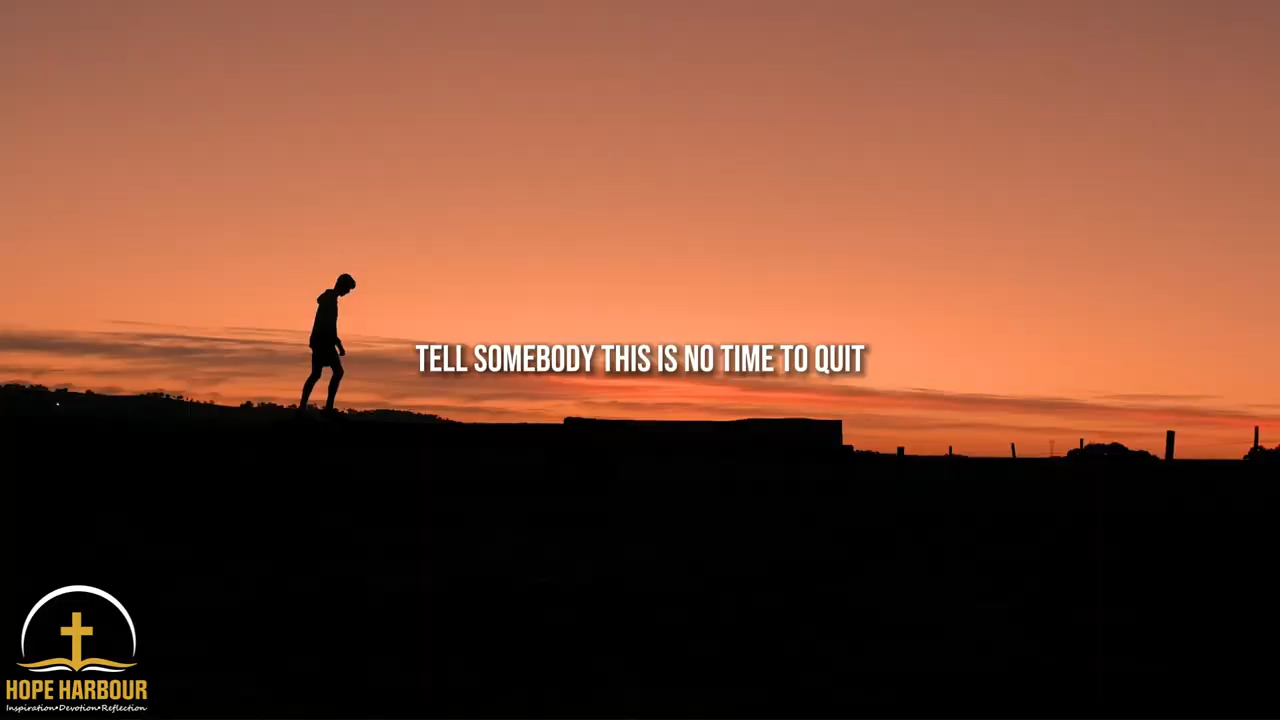 TELL SOMEBODY THIS IS NO TIME TO QUIT
HOPE HARBOUR
Inspiration•Devotion•Reflection